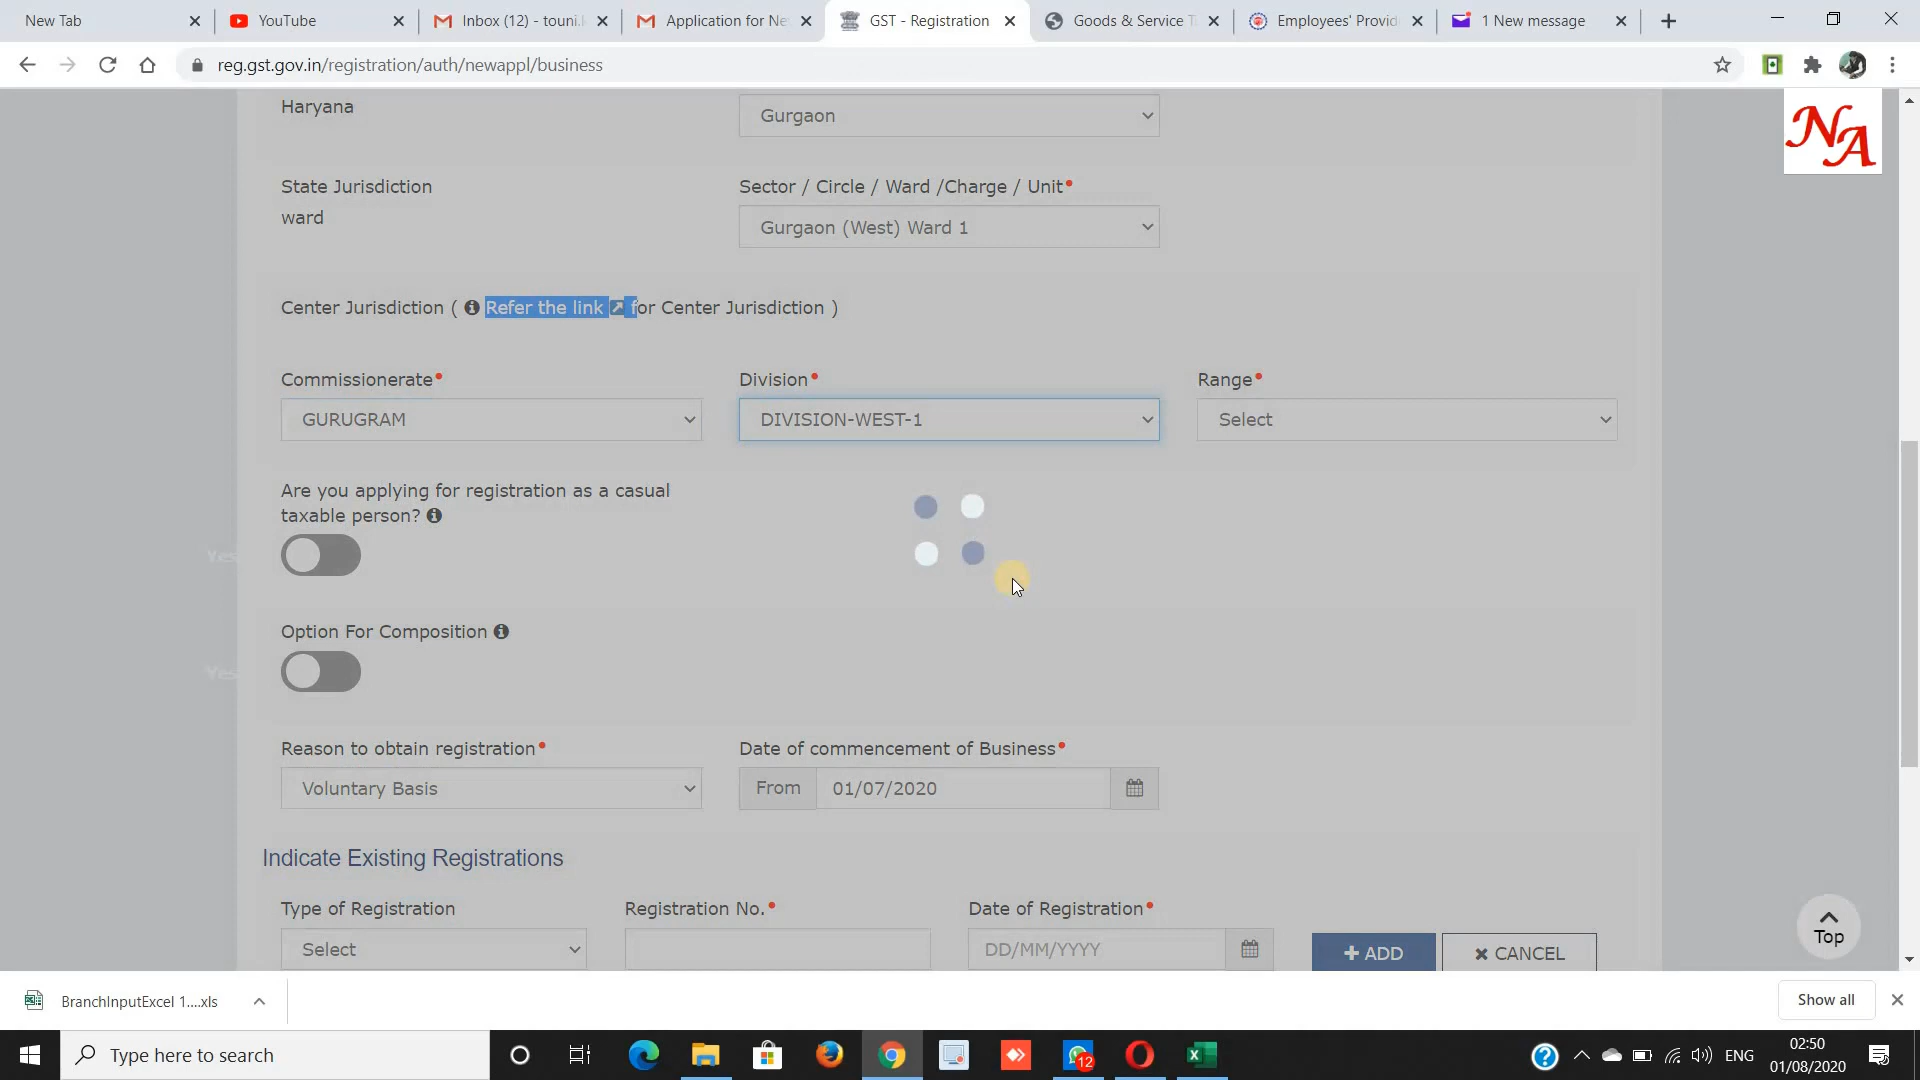 New Tab
YouTube
Inbox (12) - touni.
Application for Ne
GST - Registration
Goods & Service T
Employees' Provid
1 New message
reg.gst.gov.in/registration/auth/newappl/business
NA
Haryana
Gurgaon
State Jurisdiction
Sector / Circle / Ward /Charge / Unit•
ward
Gurgaon (West) Ward 1
Center Jurisdiction ( Refer the link for Center Jurisdiction )
Commissionerate•
Division•
Range•
GURUGRAM
DIVISION-WEST-1
Select
Are you applying for registration as a casual
taxable person?
Yes
Option For Composition
Yes
Reason to obtain registration•
Date of commencement of Business•
Voluntary Basis
From
01/07/2020
Indicate Existing Registrations
Type of Registration
Registration No.•
Date of Registration•
Select
DD/MM/YYYY
ADD
CANCEL
Top
BranchInputExcel 1....xls
Show all
Type here to search
12
ENG
02:50
01/08/2020